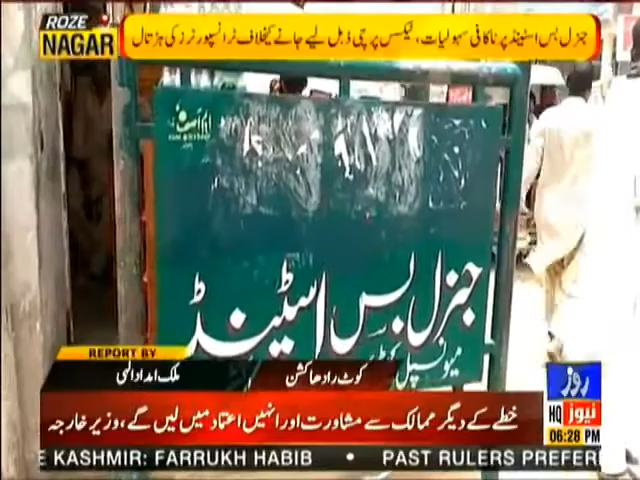 ROZE
NAGAR
جنرل بس اسٹینڈ پر ناکافی سہولیات، ٹیکس پرچی ڈبل لیے جانے کیخلاف ٹرانسپورٹرز کی ہڑتال
جنرل بس اسٹینڈ
میونسپل
REPORT BY
ملک امداد الٰہی
کوٹ رادھا کشن
خطے کے دیگر ممالک سے مشاورت اور انہیں اعتماد میں لیں گے، وزیر خارجہ
روز
HQ نیوز
6:28 PM
KASHMIR: FARRUKH HABIB • PAST RULERS PREFER